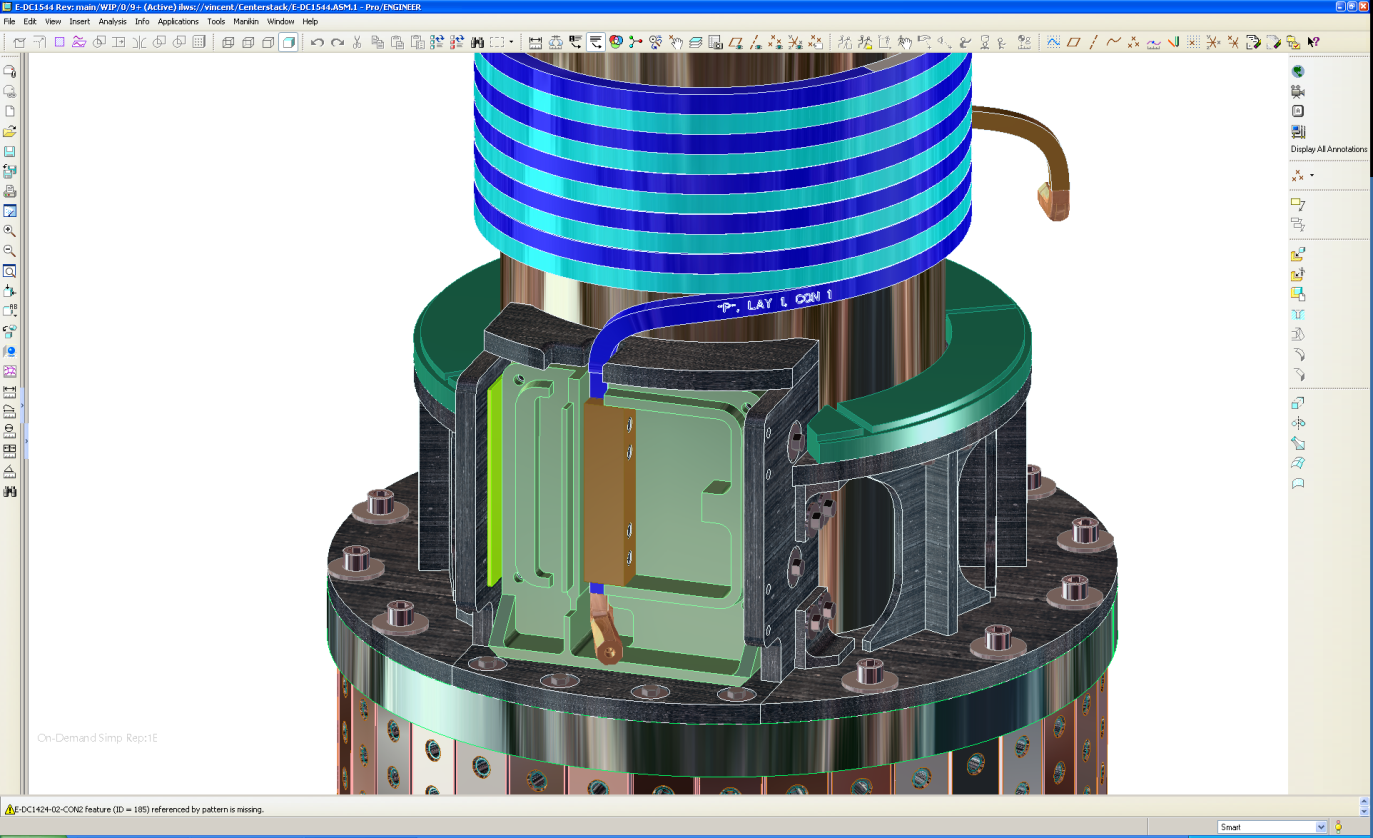 E-DC1544 Rev: main/WIP/0/9+ (Active) ilws://vincent/Centerstack/E-DC1544.ASM.1 - Pro/ENGINEER
File Edit View Insert Analysis Info Applications Tools Manikin Window Help
Display All Annotations
-P-, LAY 1, CON 1
On-Demand Simp Rep:1E
E-DC1424-02-CON2 feature (ID = 185) referenced by pattern is missing.
Smart